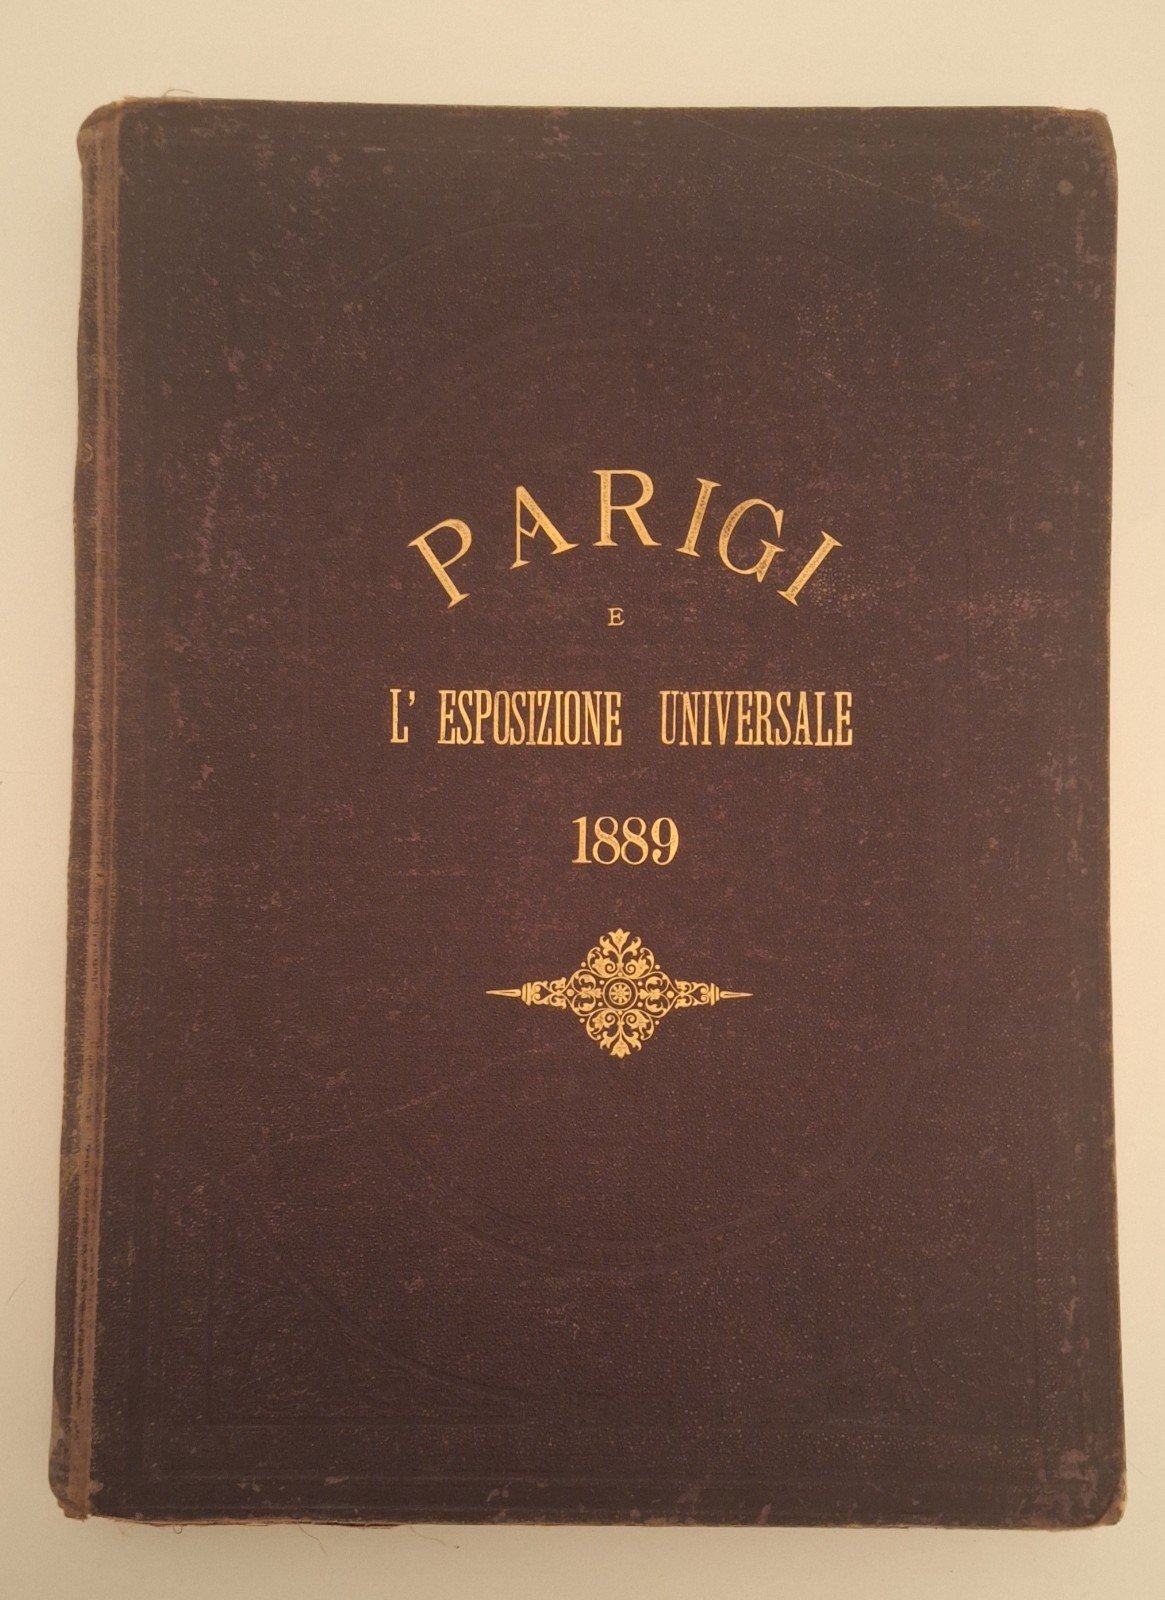 PARIGI
E
L' ESPOSIZIONE UNIVERSALE
1889